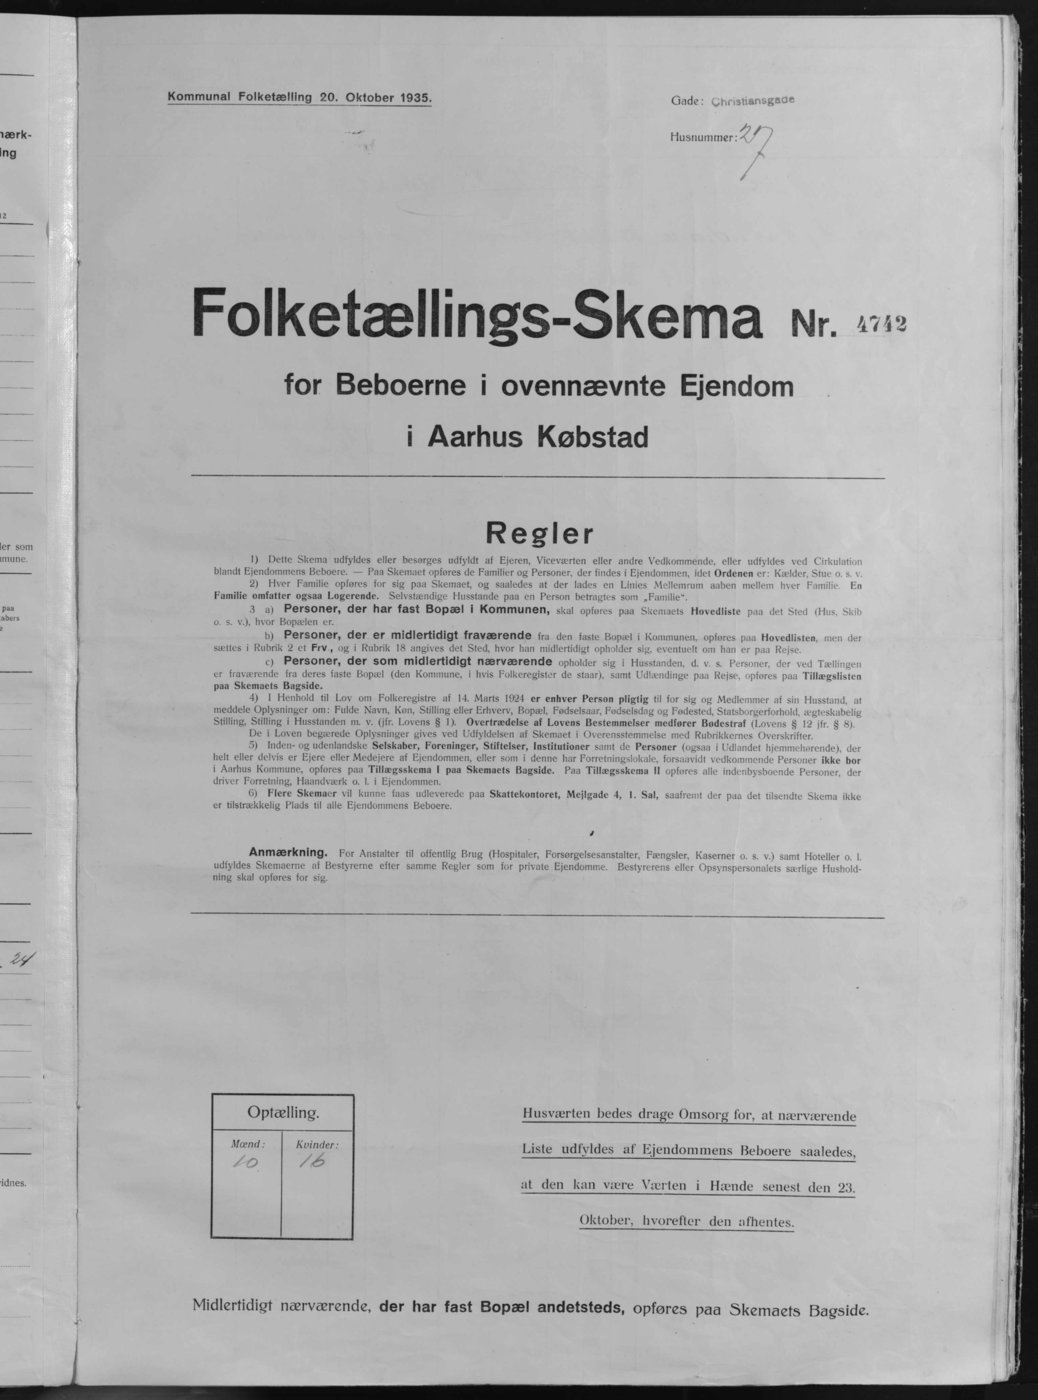 Kommunal Folketælling 20. Oktober 1935.
Gade: Christiansgade
Husnummer: 27
Folketællings-Skema Nr. 4742
for Beboerne i ovennævnte Ejendom
i Aarhus Købstad
Regler
1) Dette Skema udfyldes eller besørges udfyldt af Ejeren, Viceværten eller andre Vedkommende, eller udfyldes ved Cirkulation
blandt Ejendommens Beboere. — Paa Skemaet opføres de Familier og Personer, der findes i Ejendommen, idet Ordenen er: Kælder, Stue o. s. v.
2) Hver Familie opføres for sig paa Skemaet, og saaledes at der lades en Linies Mellemrum aaben mellem hver Familie. En
Familie omfatter ogsaa Logerende. Selvstændige Husstande paa en Person betragtes som „Familie“.
3 a) Personer, der har fast Bopæl i Kommunen, skal opføres paa Skemaets Hovedliste paa det Sted (Hus, Skib
o. s. v.), hvor Bopælen er.
b) Personer, der er midlertidigt fraværende fra den faste Bopæl i Kommunen, opføres paa Hovedlisten, men der
sættes i Rubrik 2 et Frv., og i Rubrik 18 angives det Sted, hvor han midlertidigt opholder sig, eventuelt om han er paa Rejse.
c) Personer, der som midlertidigt nærværende opholder sig i Husstanden, d. v. s. Personer, der ved Tællingen
er fraværende fra deres faste Bopæl (den Kommune, i hvis Folkeregister de staar), samt Udlændinge paa Rejse, opføres paa Tillægslisten
paa Skemaets Bagside.
4) I Henhold til Lov om Folkeregistre af 14. Marts 1924 er enhver Person pligtig til for sig og Medlemmer af sin Husstand, at
meddele Oplysninger om: Fulde Navn, Køn, Stilling eller Erhverv, Bopæl, Fødselsaar, Fødselsdag og Fødested, Statsborgerforhold, ægteskabelig
Stilling, Stilling i Husstanden m. v. (jfr. Lovens § 1). Overtrædelse af Lovens Bestemmelser medfører Bødestraf (Lovens § 12 jfr. § 8).
De i Loven begærede Oplysninger gives ved Udfyldelsen af Skemaet i Overensstemmelse med Rubrikkernes Overskrifter.
5) Inden- og udenlandske Selskaber, Foreninger, Stiftelser, Institutioner samt de Personer (ogsaa i Udlandet hjemmehørende), der
helt eller delvis er Ejere eller Medejere af Ejendommen, eller som i denne har Forretningslokale, forsaavidt vedkommende Personer ikke bor
i Aarhus Kommune, opføres paa Tillægsskema I paa Skemaets Bagside. Paa Tillægsskema II opføres alle indenbysboende Personer, der
driver Forretning, Haandværk o. l. i Ejendommen.
6) Flere Skemaer vil kunne faas udleverede paa Skattekontoret, Mejlgade 4, 1. Sal, saafremt der paa det tilsendte Skema ikke
er tilstrækkelig Plads til alle Ejendommens Beboere.
Anmærkning. For Anstalter til offentlig Brug (Hospitaler, Forsørgelsesanstalter, Fængsler, Kaserner o. s. v.) samt Hoteller o. l.
udfyldes Skemaerne af Bestyrerne efter samme Regler som for private Ejendomme. Bestyrerens eller Opsynspersonalets særlige Hushold-
ning skal opføres for sig.
Optælling.
Mænd: Kvinder:
10 16
Husværten bedes drage Omsorg for, at nærværende
Liste udfyldes af Ejendommens Beboere saaledes,
at den kan være Værten i Hænde senest den 23.
Oktober, hvorefter den afhentes.
Midlertidigt nærværende, der har fast Bopæl andetsteds, opføres paa Skemaets Bagside.
24